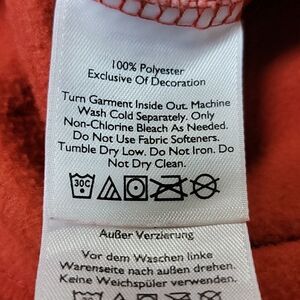 100% Polyester
Exclusive Of Decoration
Turn Garment Inside Out. Machine
Wash Cold Separately. Only
Non-Chlorine Bleach As Needed.
Do Not Use Fabric Softeners.
Tumble Dry Low. Do Not Iron. Do
Not Dry Clean.
30C
Außer Verzierung
Vor dem Waschen linke
Warenseite nach außen drehen.
Keine Weichspüler verwenden.